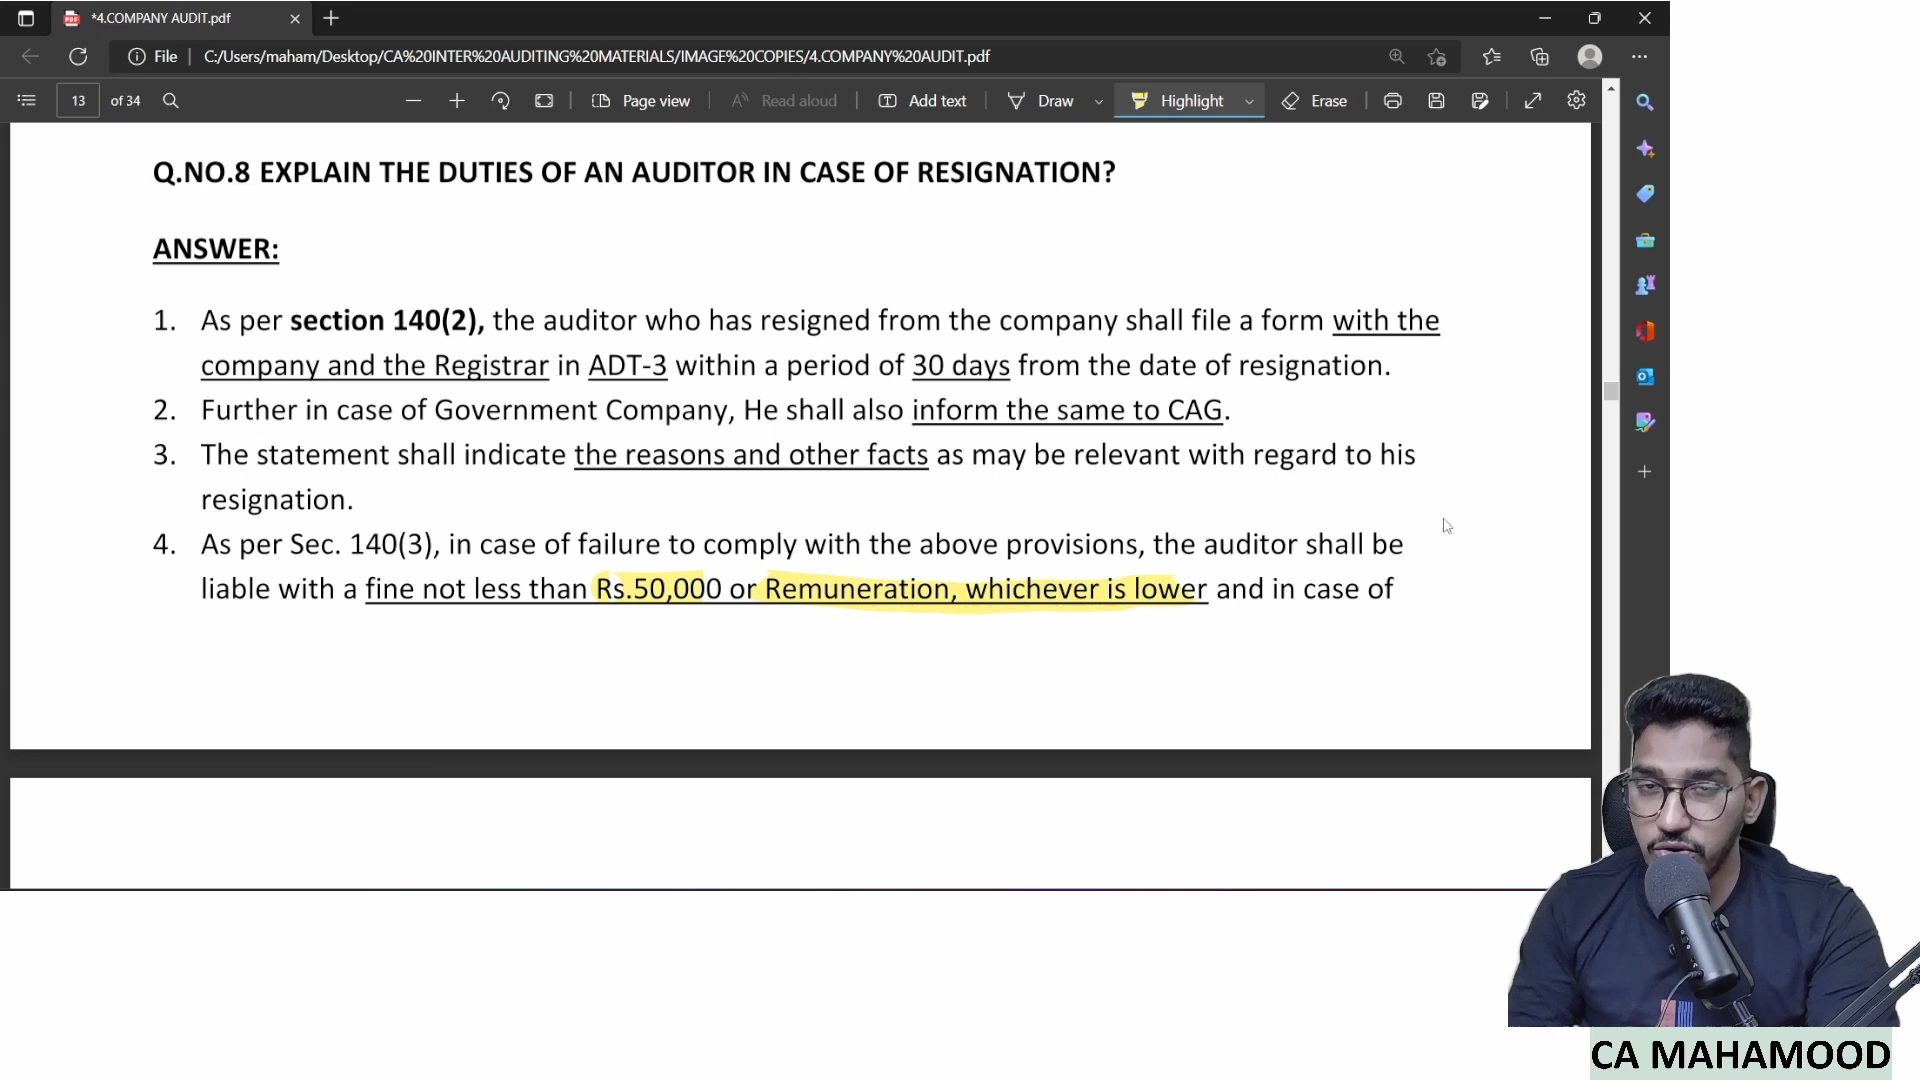 *4.COMPANY AUDIT.pdf
File
C:/Users/maham/Desktop/CA%20INTER%20AUDITING%20MATERIALS/IMAGE%20COPIES/4.COMPANY%20AUDIT.pdf
13 of 34 Page view Read aloud Add text Draw Highlight Erase
Q.NO.8 EXPLAIN THE DUTIES OF AN AUDITOR IN CASE OF RESIGNATION?
ANSWER:
1. As per section 140(2), the auditor who has resigned from the company shall file a form with the
company and the Registrar in ADT-3 within a period of 30 days from the date of resignation.
2. Further in case of Government Company, He shall also inform the same to CAG.
3. The statement shall indicate the reasons and other facts as may be relevant with regard to his
resignation.
4. As per Sec. 140(3), in case of failure to comply with the above provisions, the auditor shall be
liable with a fine not less than Rs.50,000 or Remuneration, whichever is lower and in case of
CA MAHAMOOD